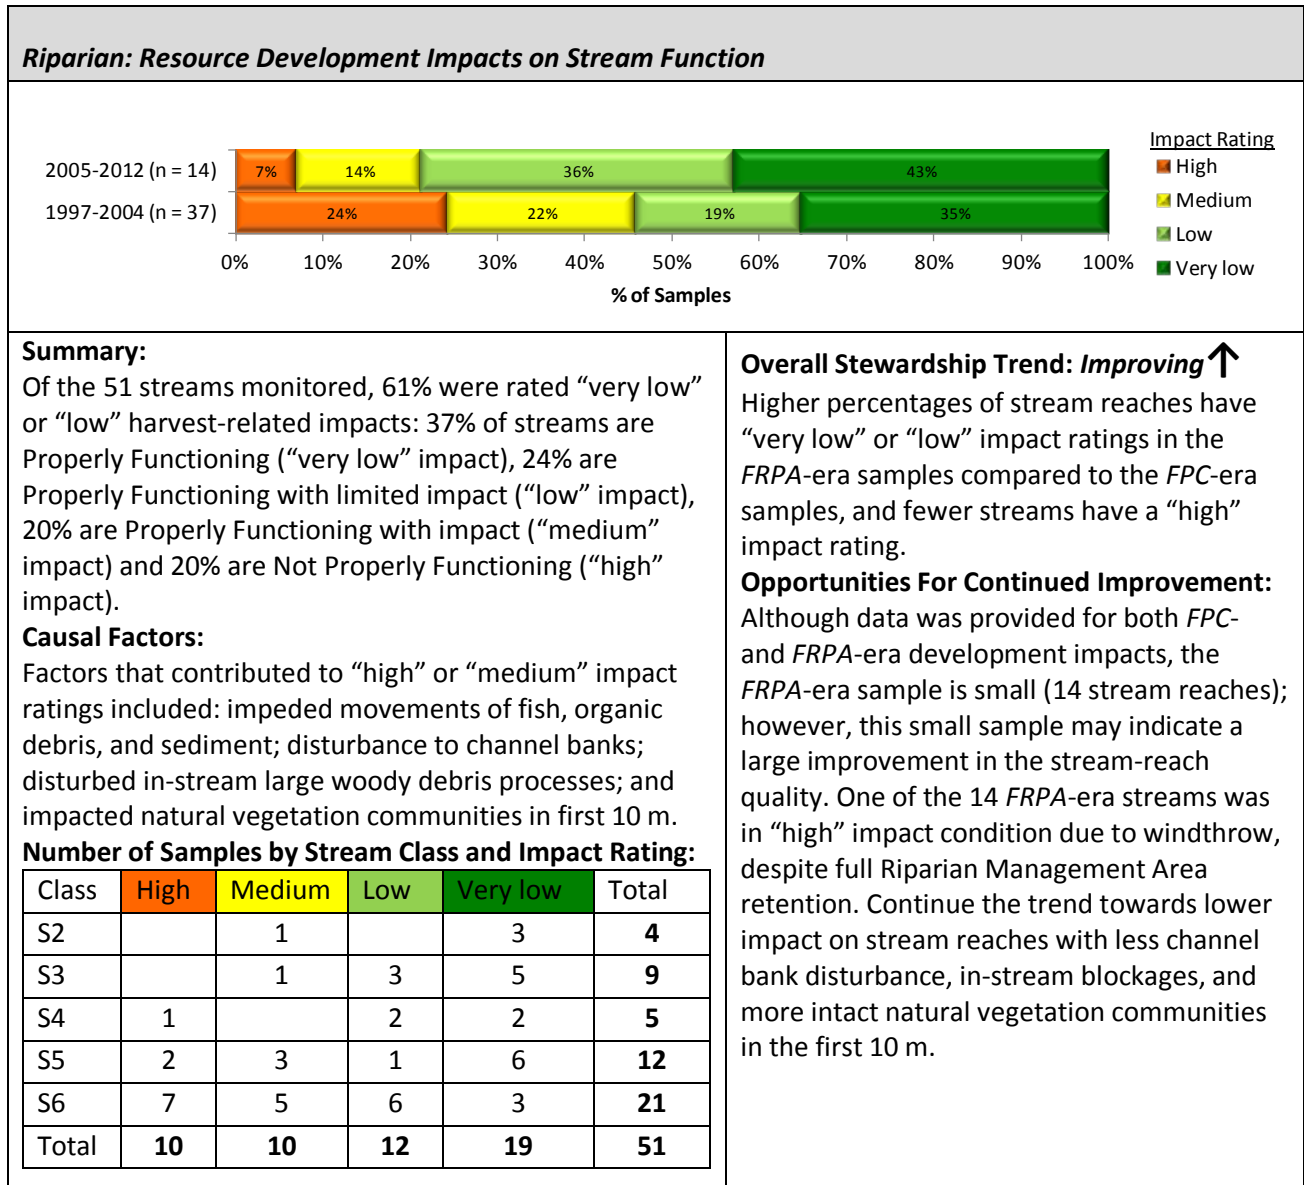 Riparian: Resource Development Impacts on Stream Function
Impact Rating
High
Medium
Low
Very low
2005-2012 (n = 14)
7%
14%
36%
43%
1997-2004 (n = 37)
24%
22%
19%
35%
0% 10% 20% 30% 40% 50% 60% 70% 80% 90% 100%
% of Samples
Summary:
Of the 51 streams monitored, 61% were rated “very low”
or “low” harvest-related impacts: 37% of streams are
Properly Functioning (“very low” impact), 24% are
Properly Functioning with limited impact (“low” impact),
20% are Properly Functioning with impact (“medium”
impact) and 20% are Not Properly Functioning (“high”
impact).
Causal Factors:
Factors that contributed to “high” or “medium” impact
ratings included: impeded movements of fish, organic
debris, and sediment; disturbance to channel banks;
disturbed in-stream large woody debris processes; and
impacted natural vegetation communities in first 10 m.
Number of Samples by Stream Class and Impact Rating:
Class High Medium Low Very low Total
S2 1 3 4
S3 1 3 5 9
S4 1 2 2 5
S5 2 3 1 6 12
S6 7 5 6 3 21
Total 10 10 12 19 51
Overall Stewardship Trend: Improving↑
Higher percentages of stream reaches have
“very low” or “low” impact ratings in the
FRPA-era samples compared to the FPC-era
samples, and fewer streams have a “high”
impact rating.
Opportunities For Continued Improvement:
Although data was provided for both FPC-
and FRPA-era development impacts, the
FRPA-era sample is small (14 stream reaches);
however, this small sample may indicate a
large improvement in the stream-reach
quality. One of the 14 FRPA-era streams was
in “high” impact condition due to windthrow,
despite full Riparian Management Area
retention. Continue the trend towards lower
impact on stream reaches with less channel
bank disturbance, in-stream blockages, and
more intact natural vegetation communities
in the first 10 m.